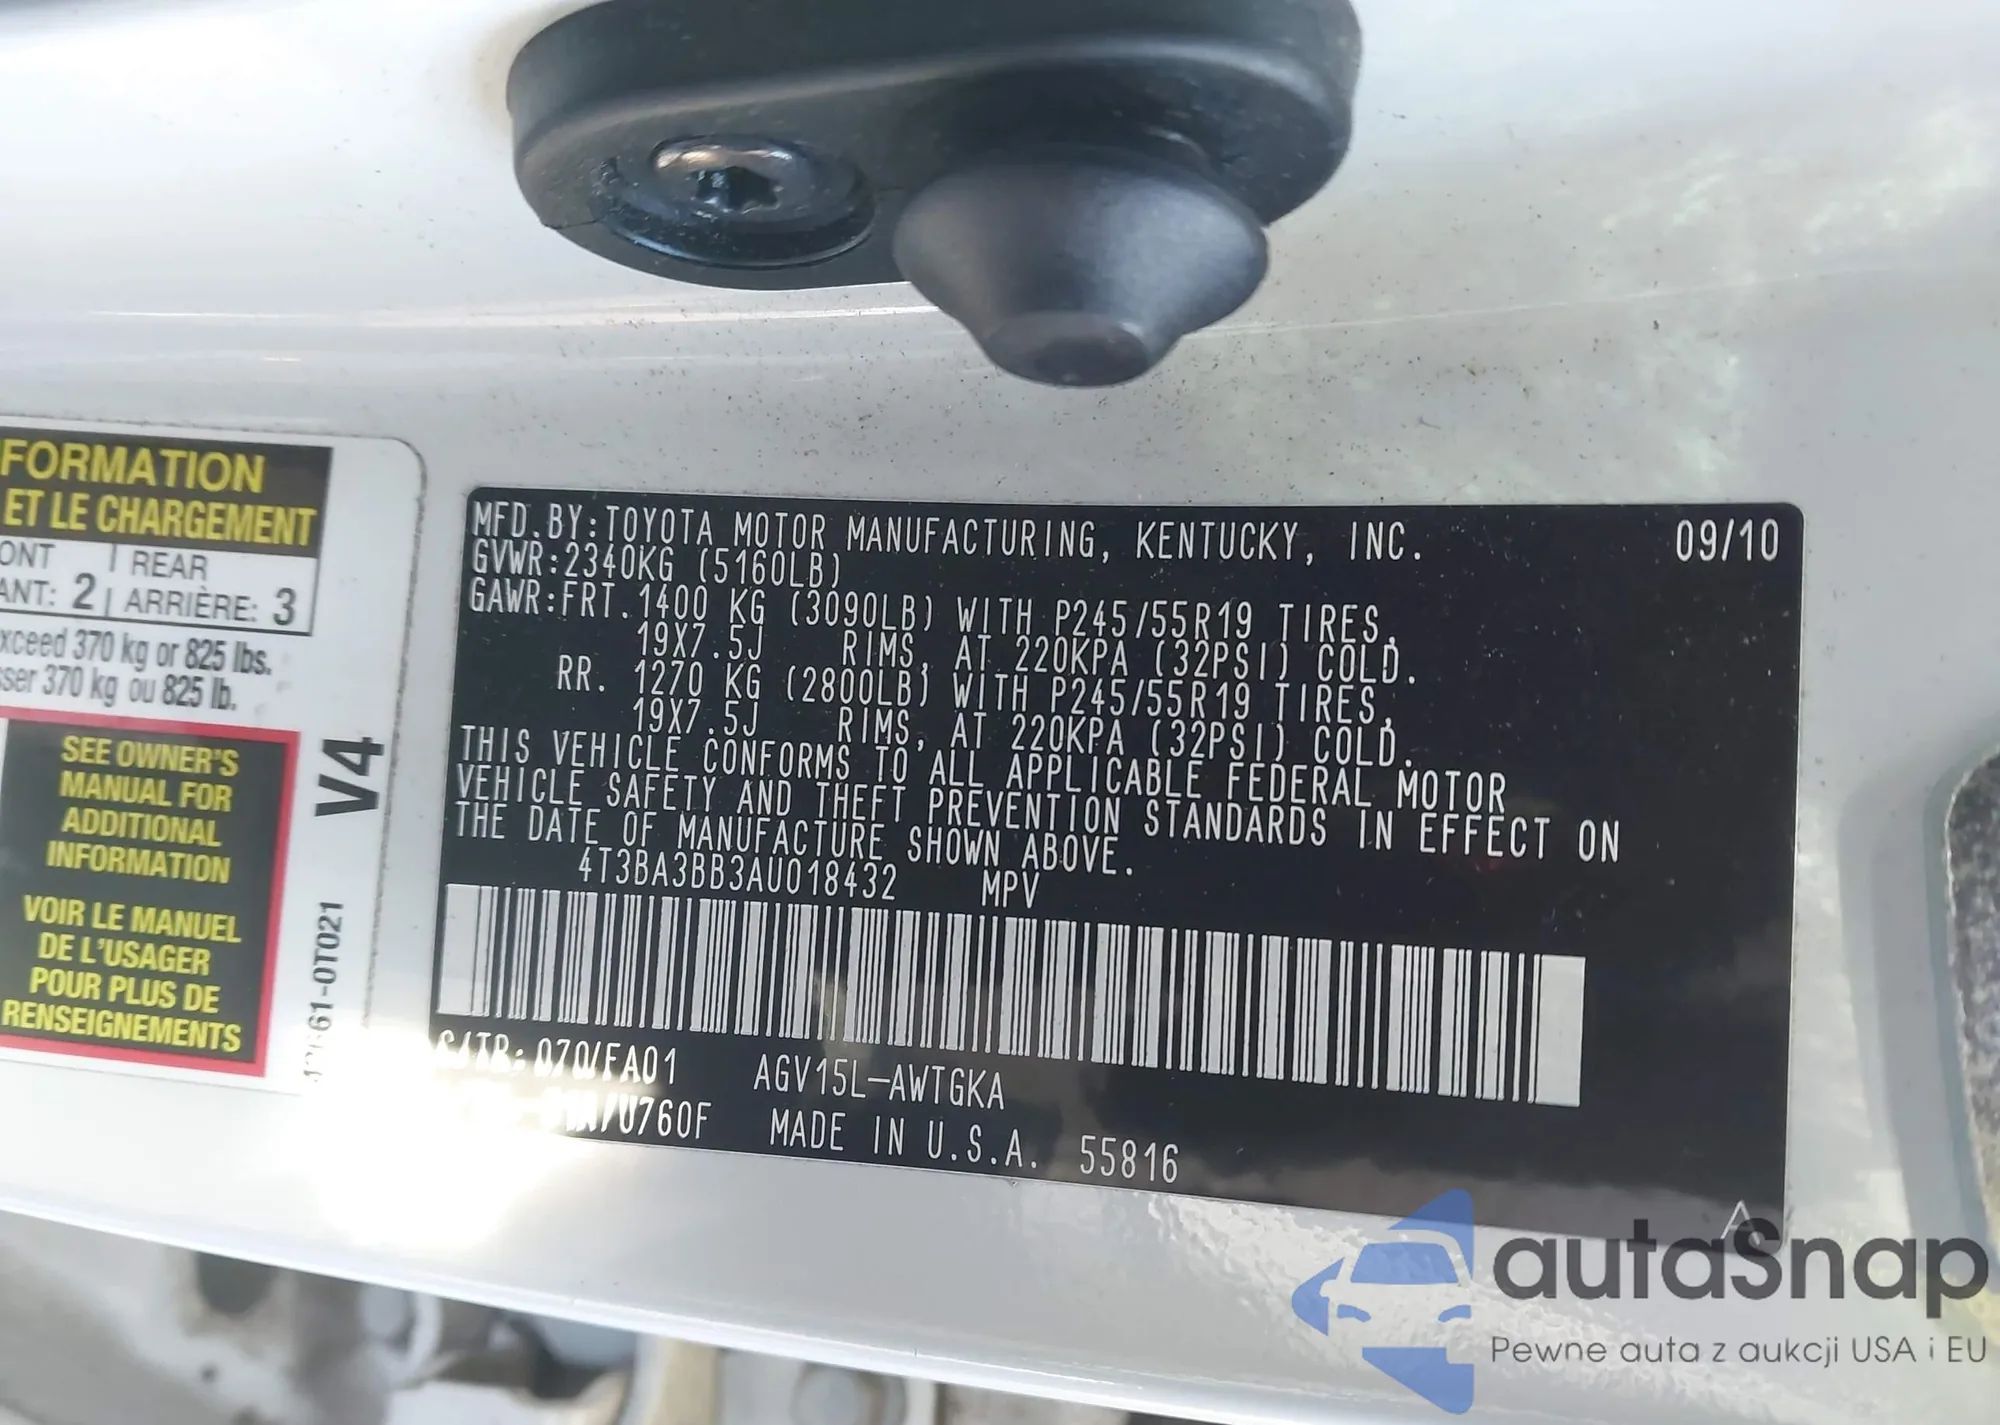 FORMATION
ET LE CHARGEMENT
ONT | REAR
ANT: 2 | ARRIÈRE: 3
xceed 370 kg or 825 lbs.
sser 370 kg ou 825 lb.
SEE OWNER'S
MANUAL FOR
ADDITIONAL
INFORMATION
VOIR LE MANUEL
DE L'USAGER
POUR PLUS DE
RENSEIGNEMENTS
V4
61-0T021
MFD. BY: TOYOTA MOTOR MANUFACTURING, KENTUCKY, INC. 09/10
GVWR: 2340KG (5160LB)
GAWR: FRT. 1400 KG (3090LB) WITH P245/55R19 TIRES,
19X7.5J RIMS, AT 220KPA (32PSI) COLD.
RR. 1270 KG (2800LB) WITH P245/55R19 TIRES,
19X7.5J RIMS, AT 220KPA (32PSI) COLD.
THIS VEHICLE CONFORMS TO ALL APPLICABLE FEDERAL MOTOR
VEHICLE SAFETY AND THEFT PREVENTION STANDARDS IN EFFECT ON
THE DATE OF MANUFACTURE SHOWN ABOVE.
4T3BA3BB3AU018432 MPV
C/TR: 070/FA01 AGV15L-AWTGKA
/U760F MADE IN U.S.A. 55816
A
autaSnap
Pewne auta z aukcji USA i EU